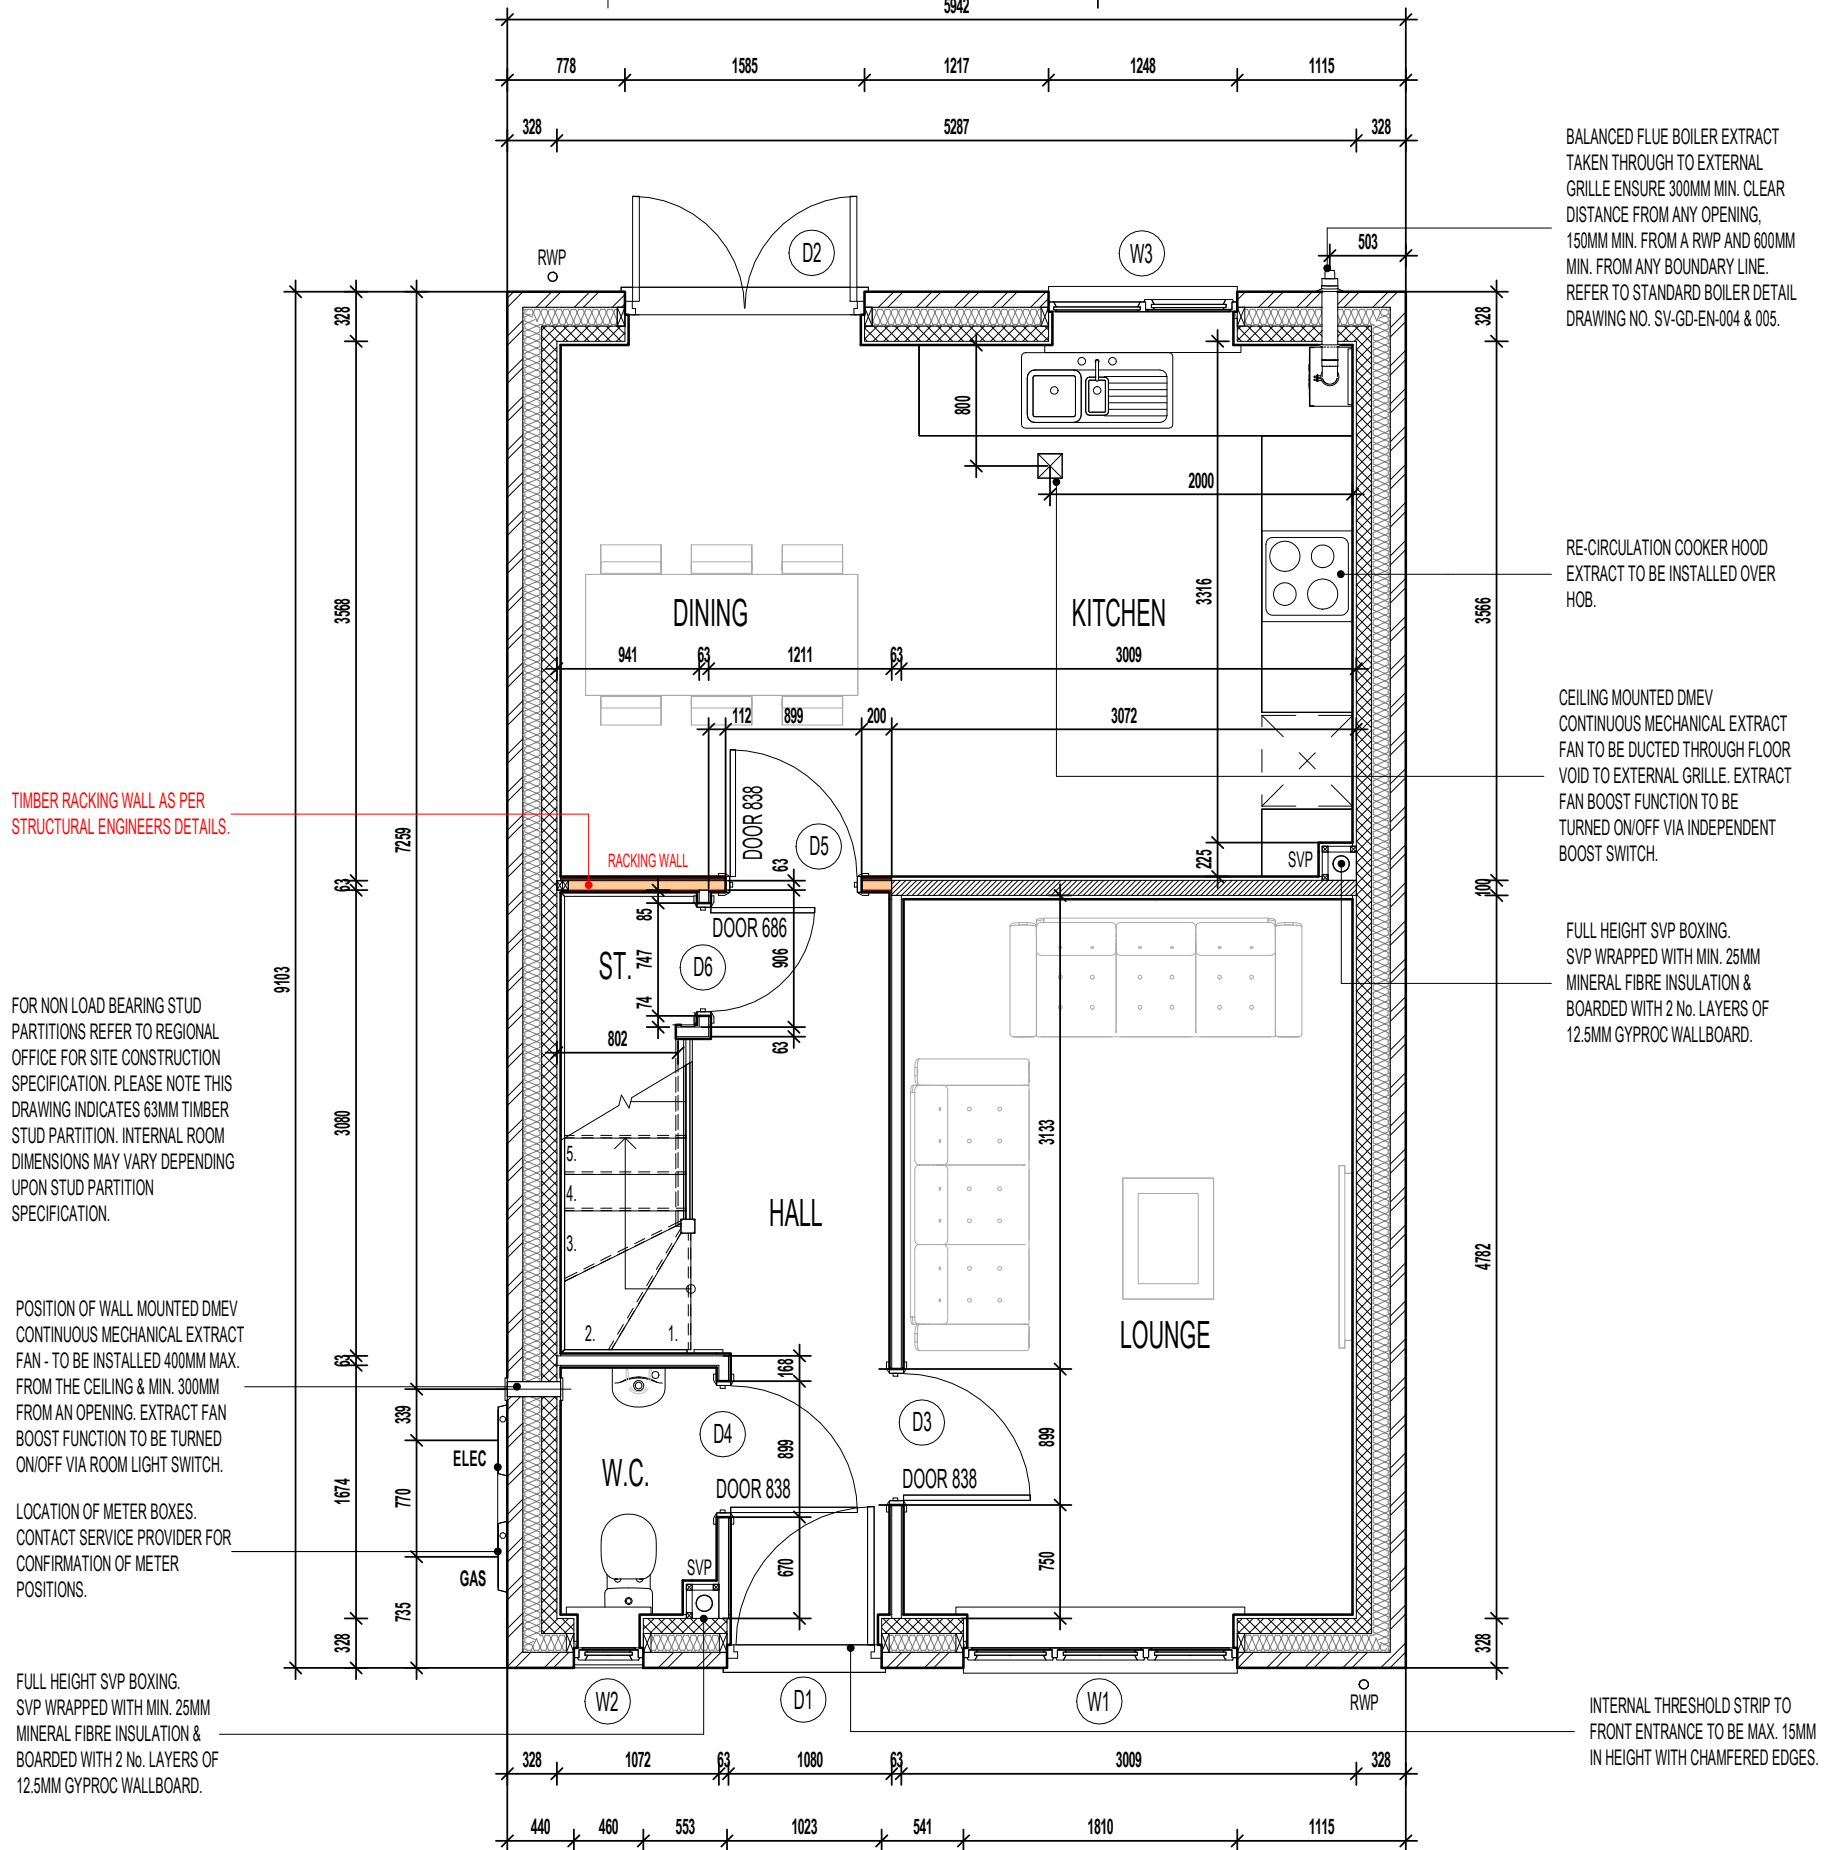 5942
778 1585 1217 1248 1115
328 5287 328
BALANCED FLUE BOILER EXTRACT
TAKEN THROUGH TO EXTERNAL
GRILLE ENSURE 300MM MIN. CLEAR
DISTANCE FROM ANY OPENING,
150MM MIN. FROM A RWP AND 600MM
MIN. FROM ANY BOUNDARY LINE.
REFER TO STANDARD BOILER DETAIL
DRAWING NO. SV-GD-EN-004 & 005.
503
RWP
D2
W3
328
328
800
2000
3316
3568
3566
RE-CIRCULATION COOKER HOOD
EXTRACT TO BE INSTALLED OVER
HOB.
DINING
KITCHEN
941 63 1211 63 3009
112 899 200 3072
CEILING MOUNTED DMEV
CONTINUOUS MECHANICAL EXTRACT
FAN TO BE DUCTED THROUGH FLOOR
VOID TO EXTERNAL GRILLE. EXTRACT
FAN BOOST FUNCTION TO BE
TURNED ON/OFF VIA INDEPENDENT
BOOST SWITCH.
TIMBER RACKING WALL AS PER
STRUCTURAL ENGINEERS DETAILS.
7259
DOOR 838
D5
RACKING WALL
63
225
SVP
63
100
85
DOOR 686
ST.
747
D6
906
74
63
802
9103
FULL HEIGHT SVP BOXING.
SVP WRAPPED WITH MIN. 25MM
MINERAL FIBRE INSULATION &
BOARDED WITH 2 No. LAYERS OF
12.5MM GYPROC WALLBOARD.
FOR NON LOAD BEARING STUD
PARTITIONS REFER TO REGIONAL
OFFICE FOR SITE CONSTRUCTION
SPECIFICATION. PLEASE NOTE THIS
DRAWING INDICATES 63MM TIMBER
STUD PARTITION. INTERNAL ROOM
DIMENSIONS MAY VARY DEPENDING
UPON STUD PARTITION
SPECIFICATION.
3080
3133
5.
4.
3.
2.
1.
HALL
4782
LOUNGE
POSITION OF WALL MOUNTED DMEV
CONTINUOUS MECHANICAL EXTRACT
FAN - TO BE INSTALLED 400MM MAX.
FROM THE CEILING & MIN. 300MM
FROM AN OPENING. EXTRACT FAN
BOOST FUNCTION TO BE TURNED
ON/OFF VIA ROOM LIGHT SWITCH.
63
168
339
D4
899
D3
899
ELEC
W.C.
DOOR 838
DOOR 838
1674
770
LOCATION OF METER BOXES.
CONTACT SERVICE PROVIDER FOR
CONFIRMATION OF METER
POSITIONS.
GAS
SVP
670
750
735
328
328
FULL HEIGHT SVP BOXING.
SVP WRAPPED WITH MIN. 25MM
MINERAL FIBRE INSULATION &
BOARDED WITH 2 No. LAYERS OF
12.5MM GYPROC WALLBOARD.
W2
D1
W1
RWP
INTERNAL THRESHOLD STRIP TO
FRONT ENTRANCE TO BE MAX. 15MM
IN HEIGHT WITH CHAMFERED EDGES.
328 1072 63 1080 63 3009 328
440 460 553 1023 541 1810 1115